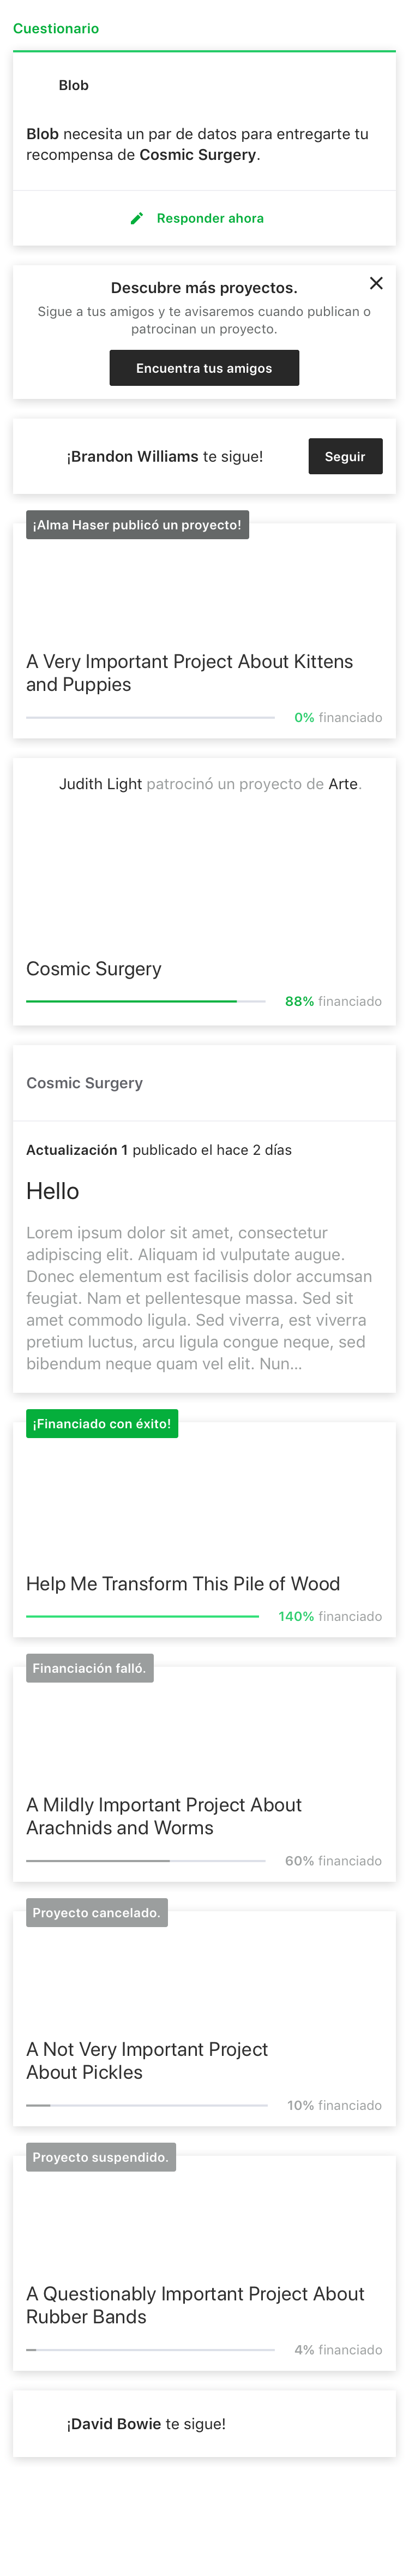 Cuestionario
Blob
Blob necesita un par de datos para entregarte tu
recompensa de Cosmic Surgery.
Responder ahora
Descubre más proyectos.
Sigue a tus amigos y te avisaremos cuando publican o
patrocinan un proyecto.
Encuentra tus amigos
¡Brandon Williams te sigue!
Seguir
¡Alma Haser publicó un proyecto!
A Very Important Project About Kittens
and Puppies
0% financiado
Judith Light patrocinó un proyecto de Arte.
Cosmic Surgery
88% financiado
Cosmic Surgery
Actualización 1 publicado el hace 2 días
Hello
Lorem ipsum dolor sit amet, consectetur
adipiscing elit. Aliquam id vulputate augue.
Donec elementum est facilisis dolor accumsan
feugiat. Nam et pellentesque massa. Sed sit
amet commodo ligula. Sed viverra, est viverra
pretium luctus, arcu ligula congue neque, sed
bibendum neque quam vel elit. Nun...
¡Financiado con éxito!
Help Me Transform This Pile of Wood
140% financiado
Financiación falló.
A Mildly Important Project About
Arachnids and Worms
60% financiado
Proyecto cancelado.
A Not Very Important Project
About Pickles
10% financiado
Proyecto suspendido.
A Questionably Important Project About
Rubber Bands
4% financiado
¡David Bowie te sigue!